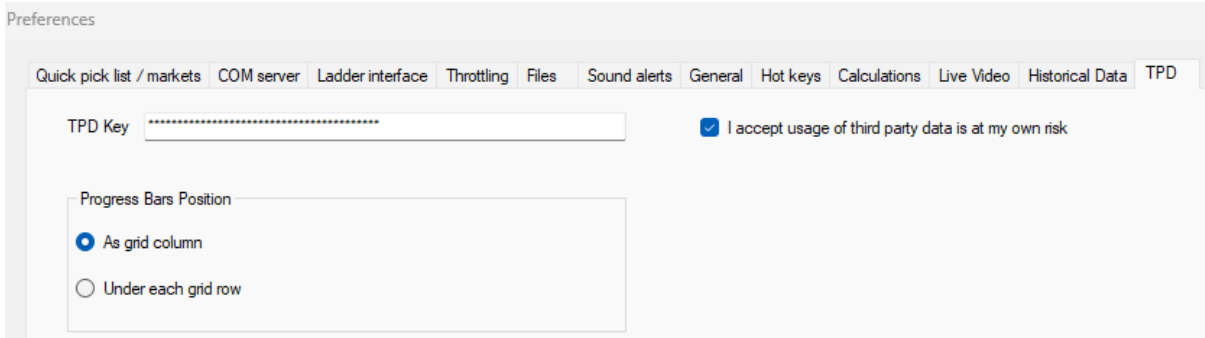 Preferences
Quick pick list / markets COM server Ladder interface Throttling Files Sound alerts General Hot keys Calculations Live Video Historical Data TPD
TPD Key ****************************************** I accept usage of third party data is at my own risk
Progress Bars Position
As grid column
Under each grid row